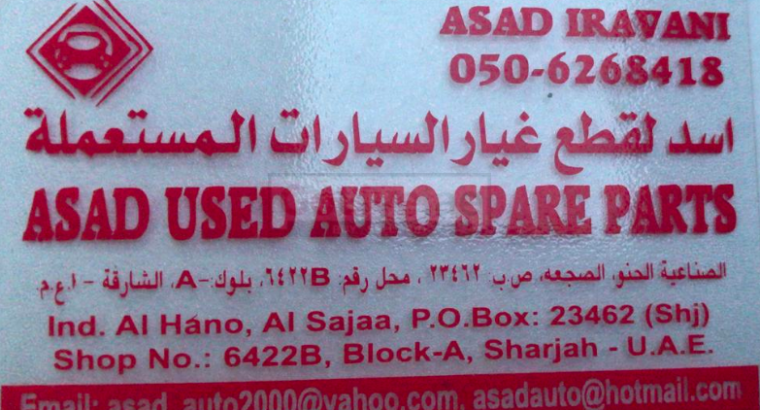 ASAD IRAVANI
050-6268418
اسد لقطع غيار السيارات المستعملة
ASAD USED AUTO SPARE PARTS
الصناعية الحنو، الصجعه، ص.ب: ٢٣٤٦٢ ، محل رقم: ٦٤٢٢B، بلوك-A، الشارقة - ا.ع.م.
Ind. Al Hano, Al Sajaa, P.O.Box: 23462 (Shj)
Shop No.: 6422B, Block-A, Sharjah - U.A.E.
Email: asad_auto2000@yahoo.com, asadauto@hotmail.com